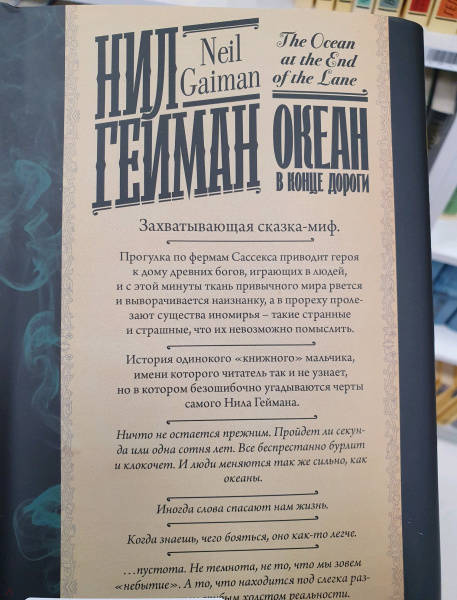 НИЛ
ГЕЙМАН
Neil
Gaiman
The Ocean
at the End
of the Lane
ОКЕАН
В КОНЦЕ ДОРОГИ
Захватывающая сказка-миф.
Прогулка по фермам Сассекса приводит героя
к дому древних богов, играющих в людей,
и с этой минуты ткань привычного мира рвется
и выворачивается наизнанку, а в прореху проле-
зают существа иномирья – такие странные
и страшные, что их невозможно помыслить.
История одинокого «книжного» мальчика,
имени которого читатель так и не узнает,
но в котором безошибочно угадываются черты
самого Нила Геймана.
Ничто не остается прежним. Пройдет ли секун-
да или одна сотня лет. Все беспрестанно бурлит
и клокочет. И люди меняются так же сильно, как
океаны.
Иногда слова спасают нам жизнь.
Когда знаешь, чего бояться, оно как-то легче.
…пустота. Не темнота, не то, что мы зовем
«небытие». А то, что находится под слегка раз-
холстом реальности.